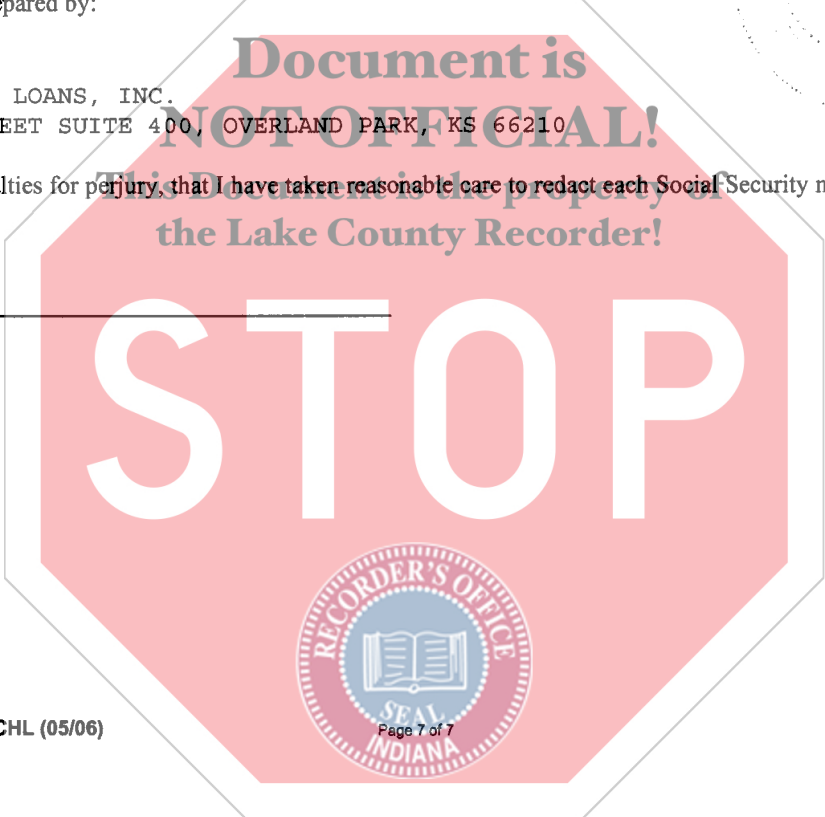 epared by:
Document is
LOANS, INC.
NOT OFFICIAL!
EET SUITE 400, OVERLAND PARK, KS 66210
This Document is the property of
lties for perjury, that I have taken reasonable care to redact each Social Security n
the Lake County Recorder!
STOP
RECORDER'S OFFICE
SEAL
INDIANA
CHL (05/06)
Page 7 of 7